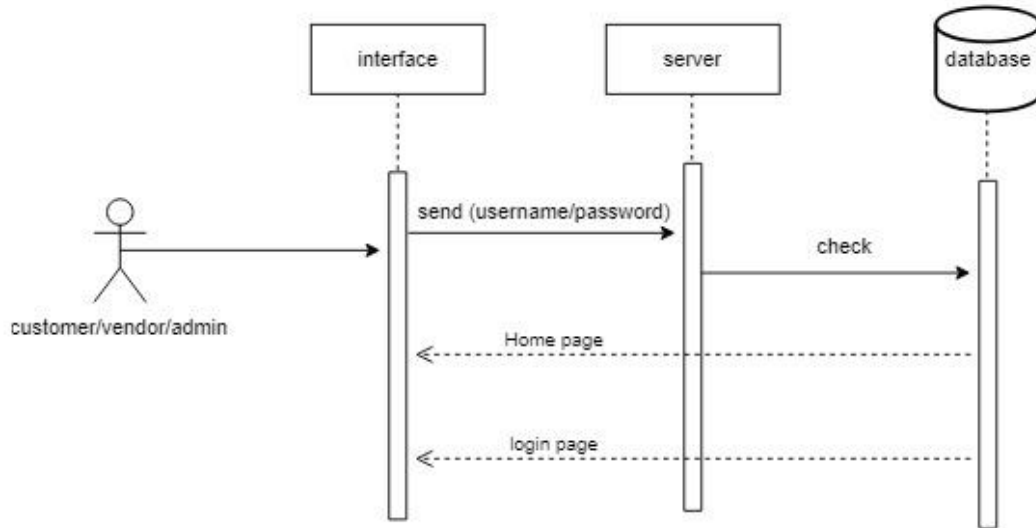 interface
server
database
send (username/password)
check
customer/vendor/admin
Home page
login page